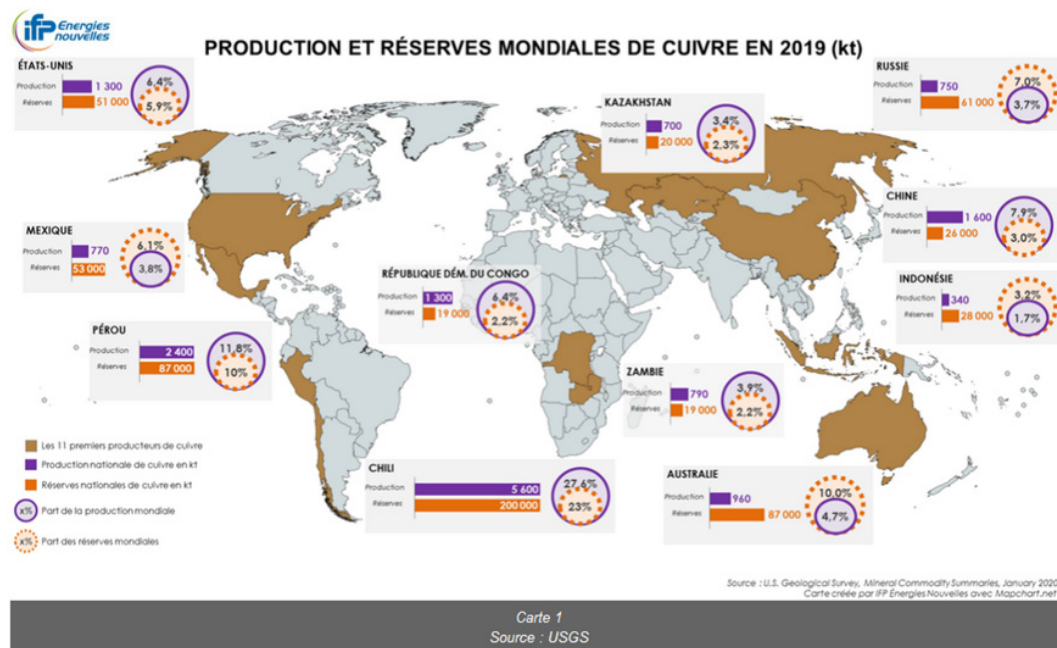 ifp Energies
nouvelles
PRODUCTION ET RÉSERVES MONDIALES DE CUIVRE EN 2019 (kt)
ÉTATS-UNIS
Production 1 300
Réserves 51 000
6,4%
5,9%
RUSSIE
Production 750
Réserves 61 000
7,0%
3,7%
KAZAKHSTAN
Production 700
Réserves 20 000
3,4%
2,3%
CHINE
Production 1 600
Réserves 26 000
7,9%
3,0%
MEXIQUE
Production 770
Réserves 53 000
6,1%
3,8%
RÉPUBLIQUE DÉM. DU CONGO
Production 1 300
Réserves 19 000
6,4%
2,2%
INDONÉSIE
Production 340
Réserves 28 000
3,2%
1,7%
PÉROU
Production 2 400
Réserves 87 000
11,8%
10%
ZAMBIE
Production 790
Réserves 19 000
3,9%
2,2%
CHILI
Production 5 600
Réserves 200 000
27,6%
23%
AUSTRALIE
Production 960
Réserves 87 000
10,0%
4,7%
Les 11 premiers producteurs de cuivre
Production nationale de cuivre en kt
Réserves nationales de cuivre en kt
x% Part de la production mondiale
x% Part des réserves mondiales
Source : U.S. Geological Survey, Mineral Commodity Summaries, January 2020
Carte créée par IFP Énergies Nouvelles avec Mapchart.net
Carte 1
Source : USGS